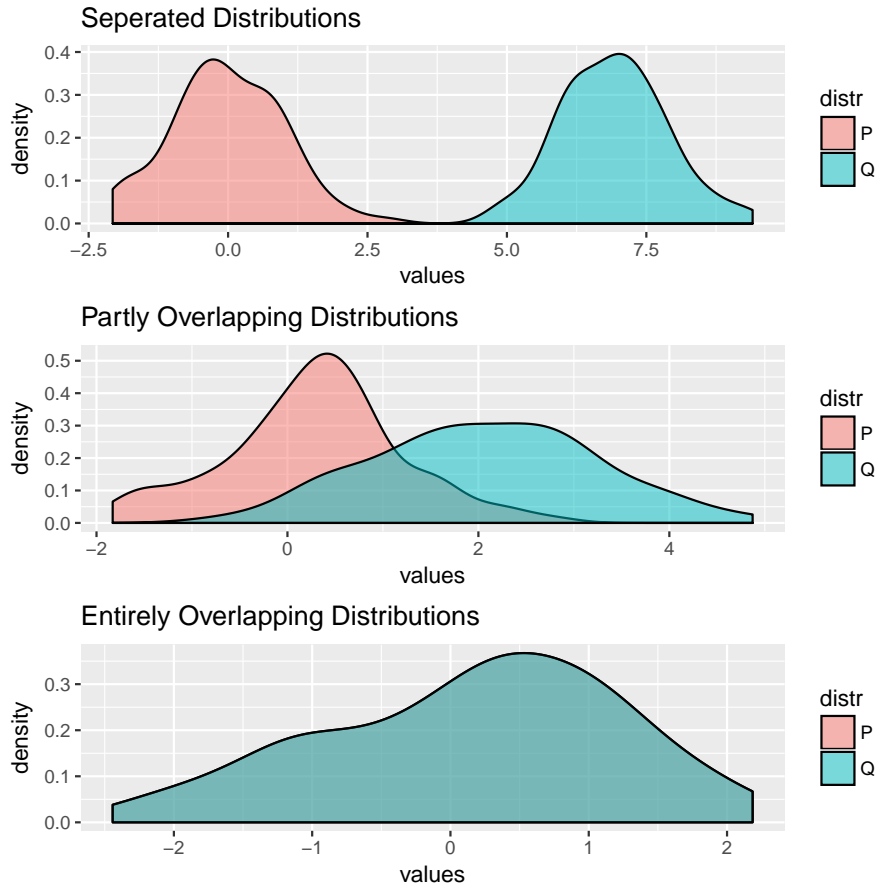 Seperated Distributions
0.4
0.3
0.2
0.1
0.0
density
−2.5 0.0 2.5 5.0 7.5
values
distr
P
Q
Partly Overlapping Distributions
0.5
0.4
0.3
0.2
0.1
0.0
density
−2 0 2 4
values
distr
P
Q
Entirely Overlapping Distributions
0.3
0.2
0.1
0.0
density
−2 −1 0 1 2
values
distr
P
Q